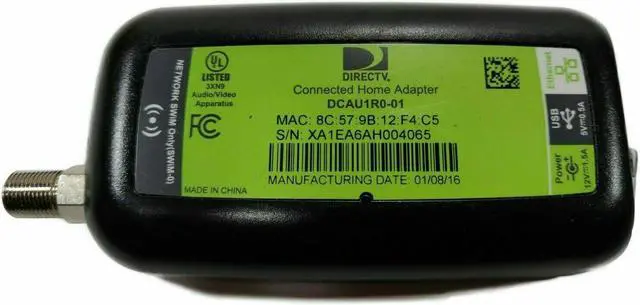 UL
LISTED
3XN9
Audio/Video
Apparatus
FC
DIRECTV
Connected Home Adapter
DCAU1R0-01
MAC: 8C:57:9B:12:F4:C5
S/N: XA1EA6AH004065
MANUFACTURING DATE: 01/08/16
MADE IN CHINA
NETWORK SWiM Only(SWiM-0)
Ethernet
USB
5V⎓0.5A
Power
12V⎓1.5A